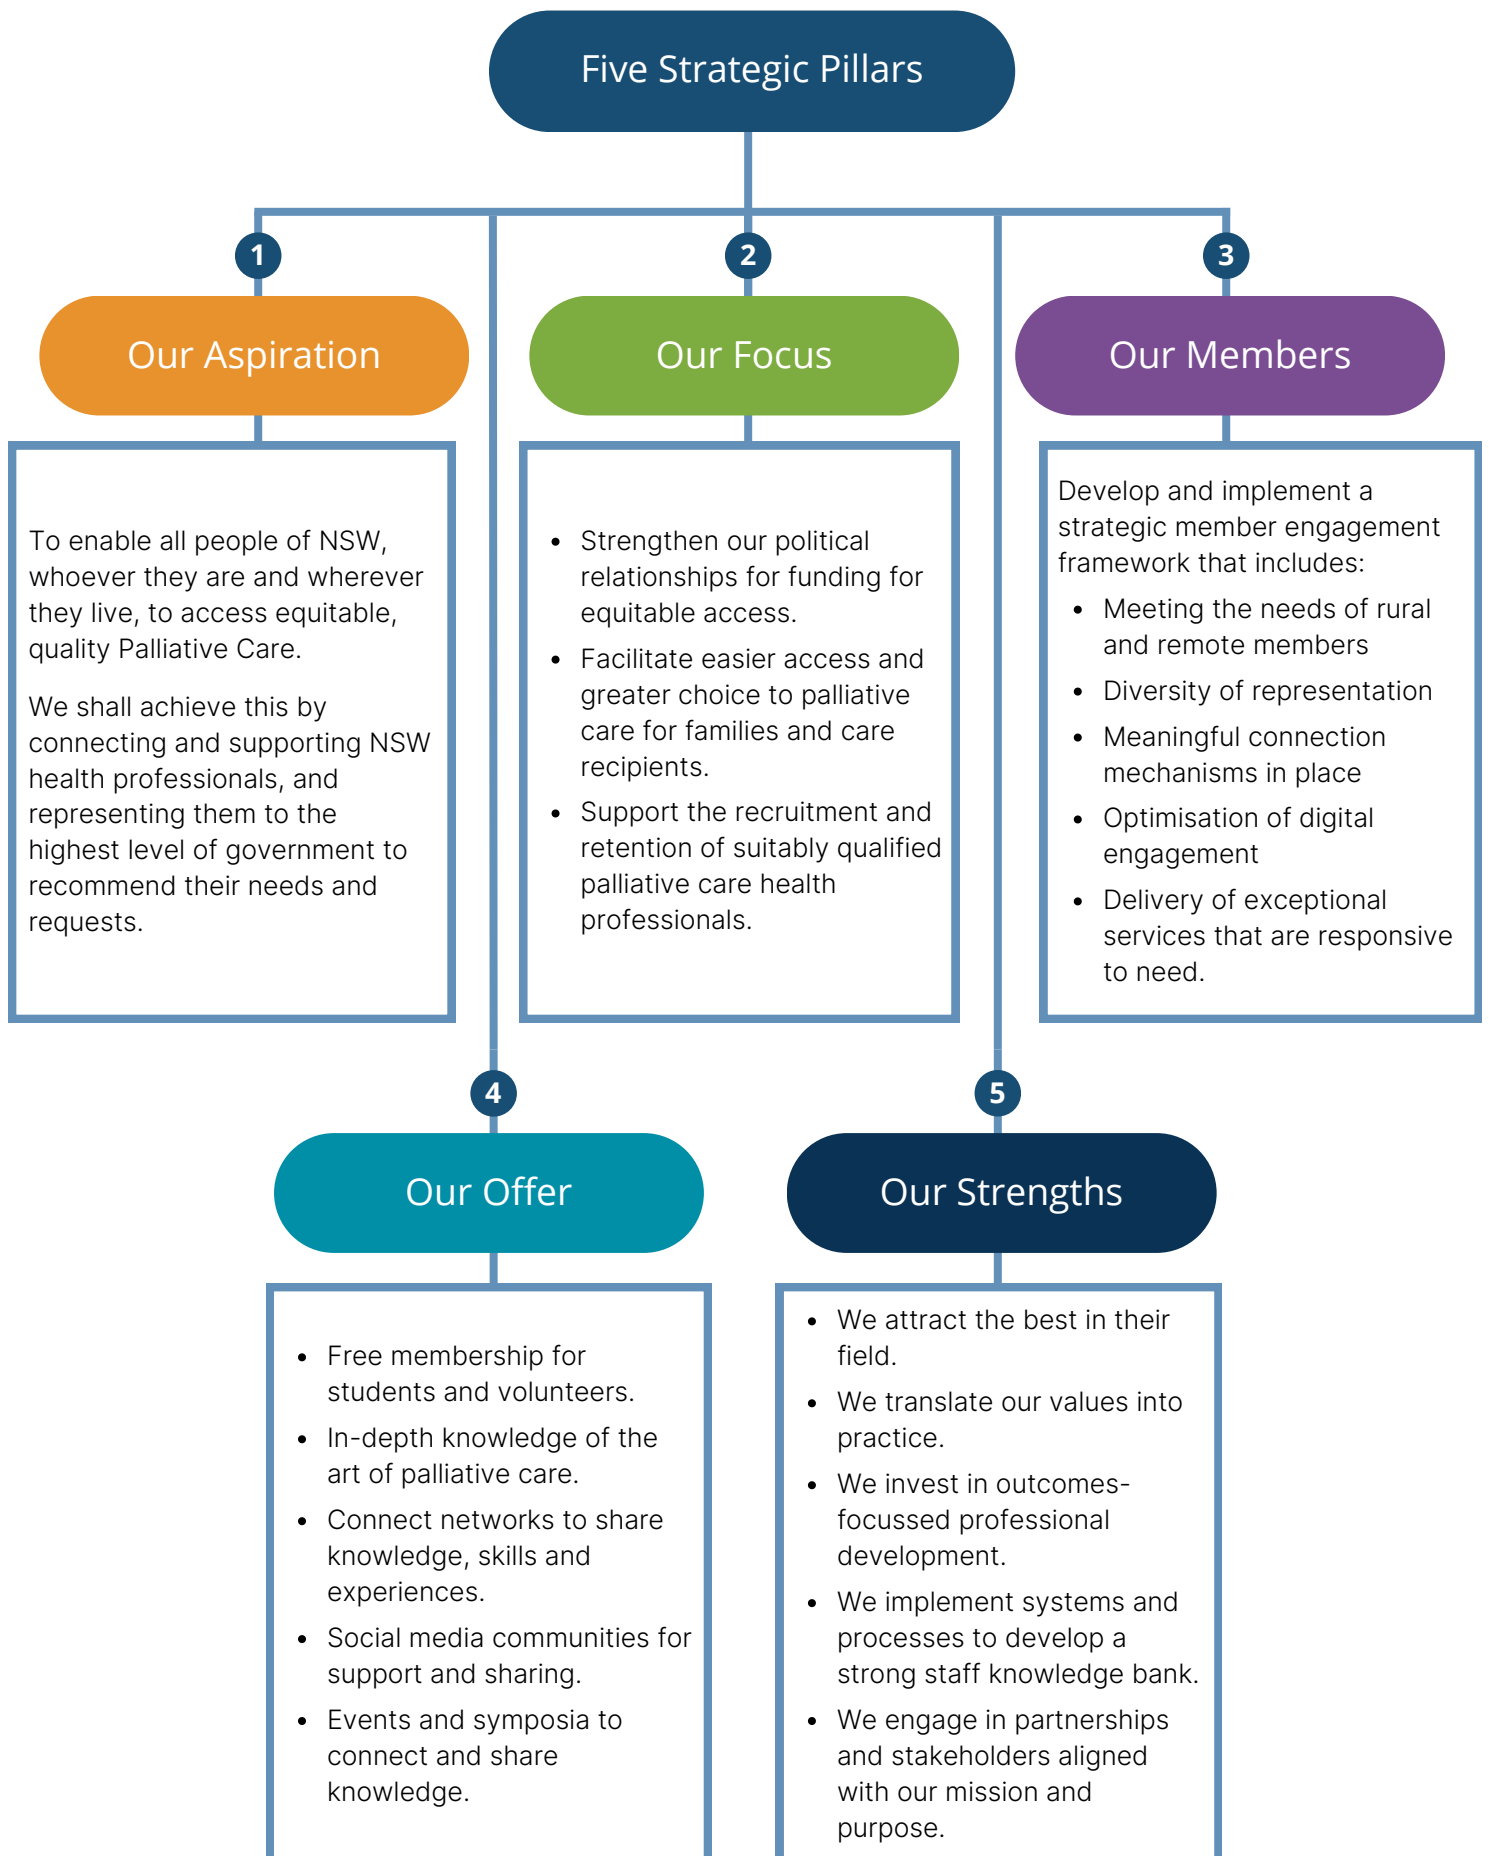 Five Strategic Pillars
1
Our Aspiration
To enable all people of NSW,
whoever they are and wherever
they live, to access equitable,
quality Palliative Care.
We shall achieve this by
connecting and supporting NSW
health professionals, and
representing them to the
highest level of government to
recommend their needs and
requests.
2
Our Focus
• Strengthen our political
relationships for funding for
equitable access.
• Facilitate easier access and
greater choice to palliative
care for families and care
recipients.
• Support the recruitment and
retention of suitably qualified
palliative care health
professionals.
3
Our Members
Develop and implement a
strategic member engagement
framework that includes:
• Meeting the needs of rural
and remote members
• Diversity of representation
• Meaningful connection
mechanisms in place
• Optimisation of digital
engagement
• Delivery of exceptional
services that are responsive
to need.
4
Our Offer
• Free membership for
students and volunteers.
• In-depth knowledge of the
art of palliative care.
• Connect networks to share
knowledge, skills and
experiences.
• Social media communities for
support and sharing.
• Events and symposia to
connect and share
knowledge.
5
Our Strengths
• We attract the best in their
field.
• We translate our values into
practice.
• We invest in outcomes-
focussed professional
development.
• We implement systems and
processes to develop a
strong staff knowledge bank.
• We engage in partnerships
and stakeholders aligned
with our mission and
purpose.